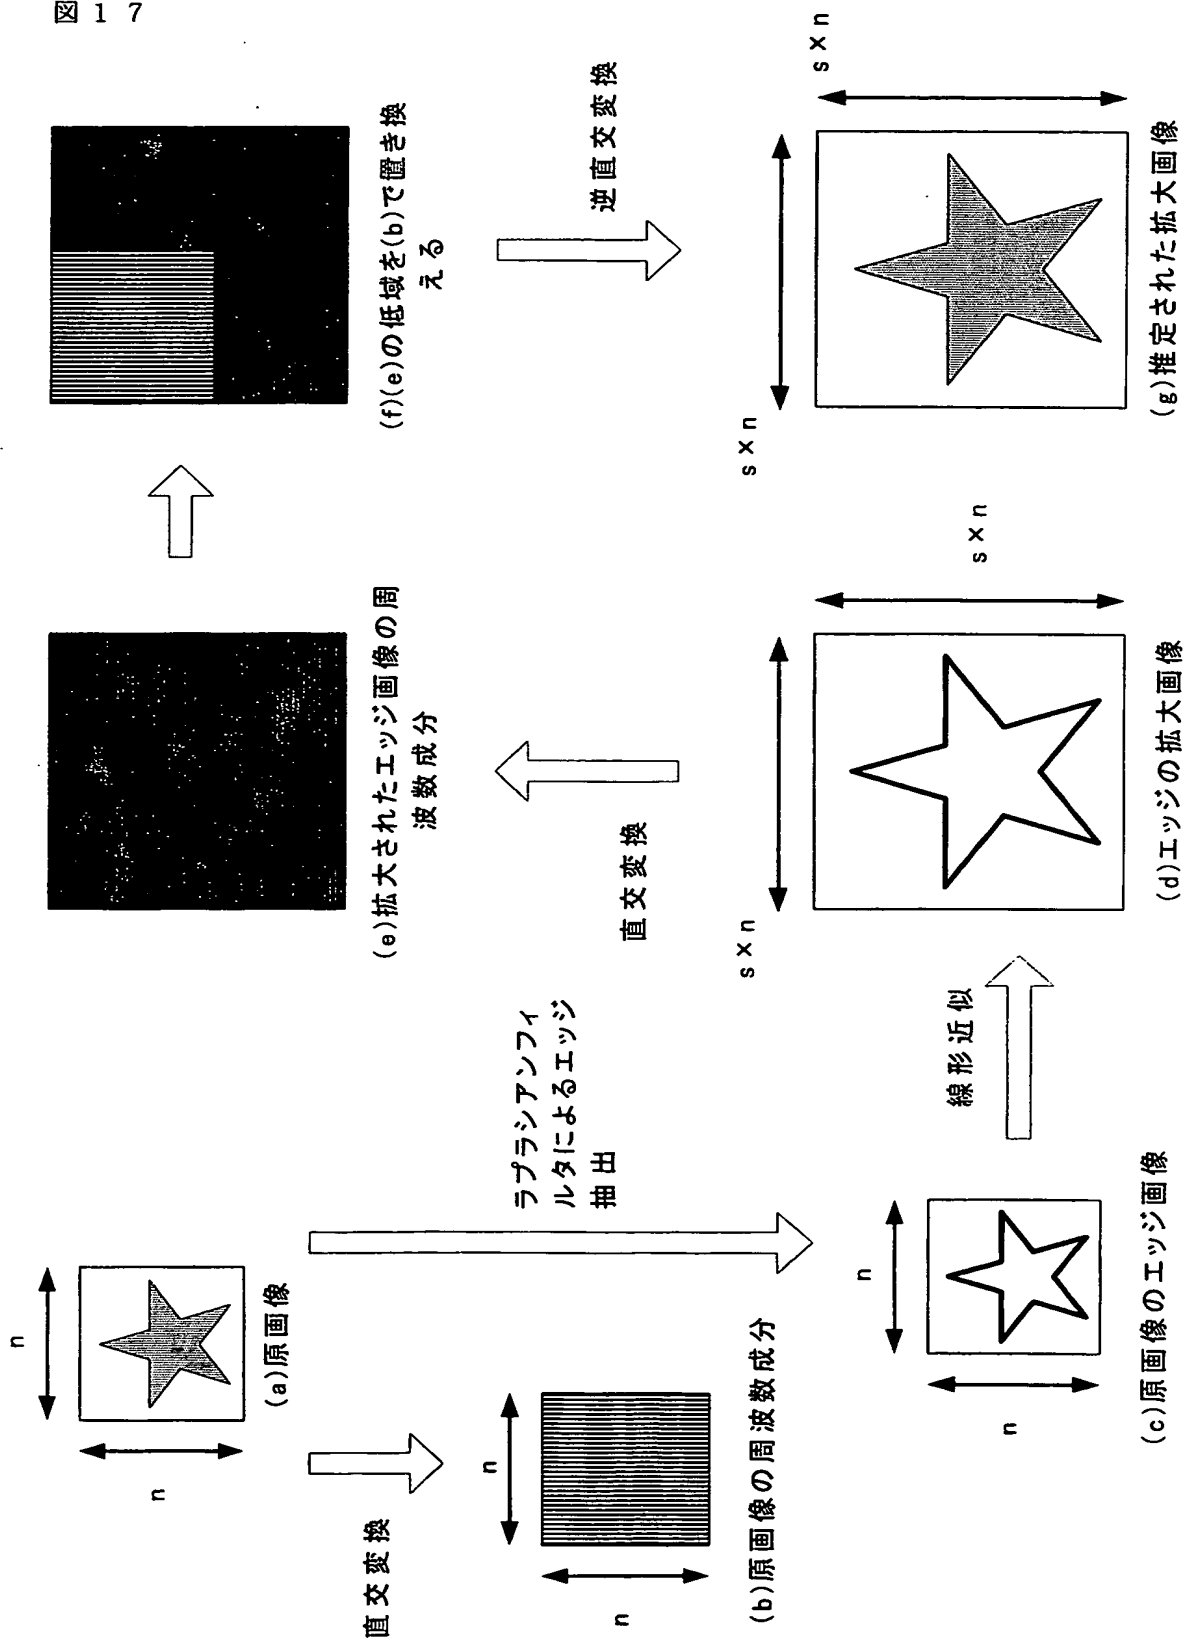 図17
n
n
(a)原画像
直交変換
n
n
(b)原画像の周波数成分
ラプラシアンフィ
ルタによるエッジ
抽出
n
n
(c)原画像のエッジ画像
線形近似
s×n
s×n
(d)エッジの拡大画像
直交変換
(e)拡大されたエッジ画像の周
波数成分
(f)(e)の低域を(b)で置き換
える
逆直交変換
s×n
s×n
(g)推定された拡大画像